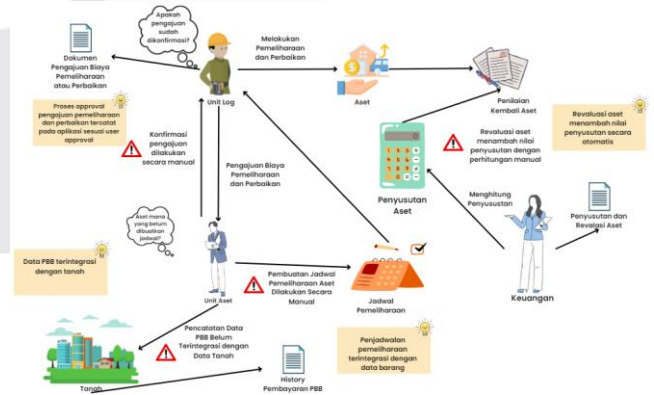 Apakah
pengajuan
sudah
dikonfirmasi?
Dokumen
Pengajuan Biaya
Pemeliharaan
atau Perbaikan
Unit Log
Melakukan
Pemeliharaan
dan Perbaikan
Aset
Penilaian
Kembali Aset
Proses approval
pengajuan pemeliharaan
dan perbaikan tercatat
pada aplikasi sesuai user
approval
Konfirmasi
pengajuan
dilakukan
secara manual
Pengajuan Biaya
Pemeliharaan
dan Perbaikan
0
Penyusutan
Aset
Revaluasi aset
menambah nilai
penyusutan dengan
perhitungan manual
Revaluasi aset
menambah nilai
penyusutan secara
otomatis
Menghitung
Penyusustan
Penyusutan dan
Revalasi Aset
Keuangan
Aset mana
yang belum
dibuatkan
jadwal?
Data PBB terintegrasi
dengan tanah
Unit Aset
Pembuatan Jadwal
Pemeliharaan Aset
Dilakukan Secara
Manual
Jadwal
Pemeliharaan
Pencatatan Data
PBB Belum
Terintegrasi dengan
Data Tanah
Penjadwalan
pemeliharaan
terintegrasi dengan
data barang
Tanah
History
Pembayaran PBB